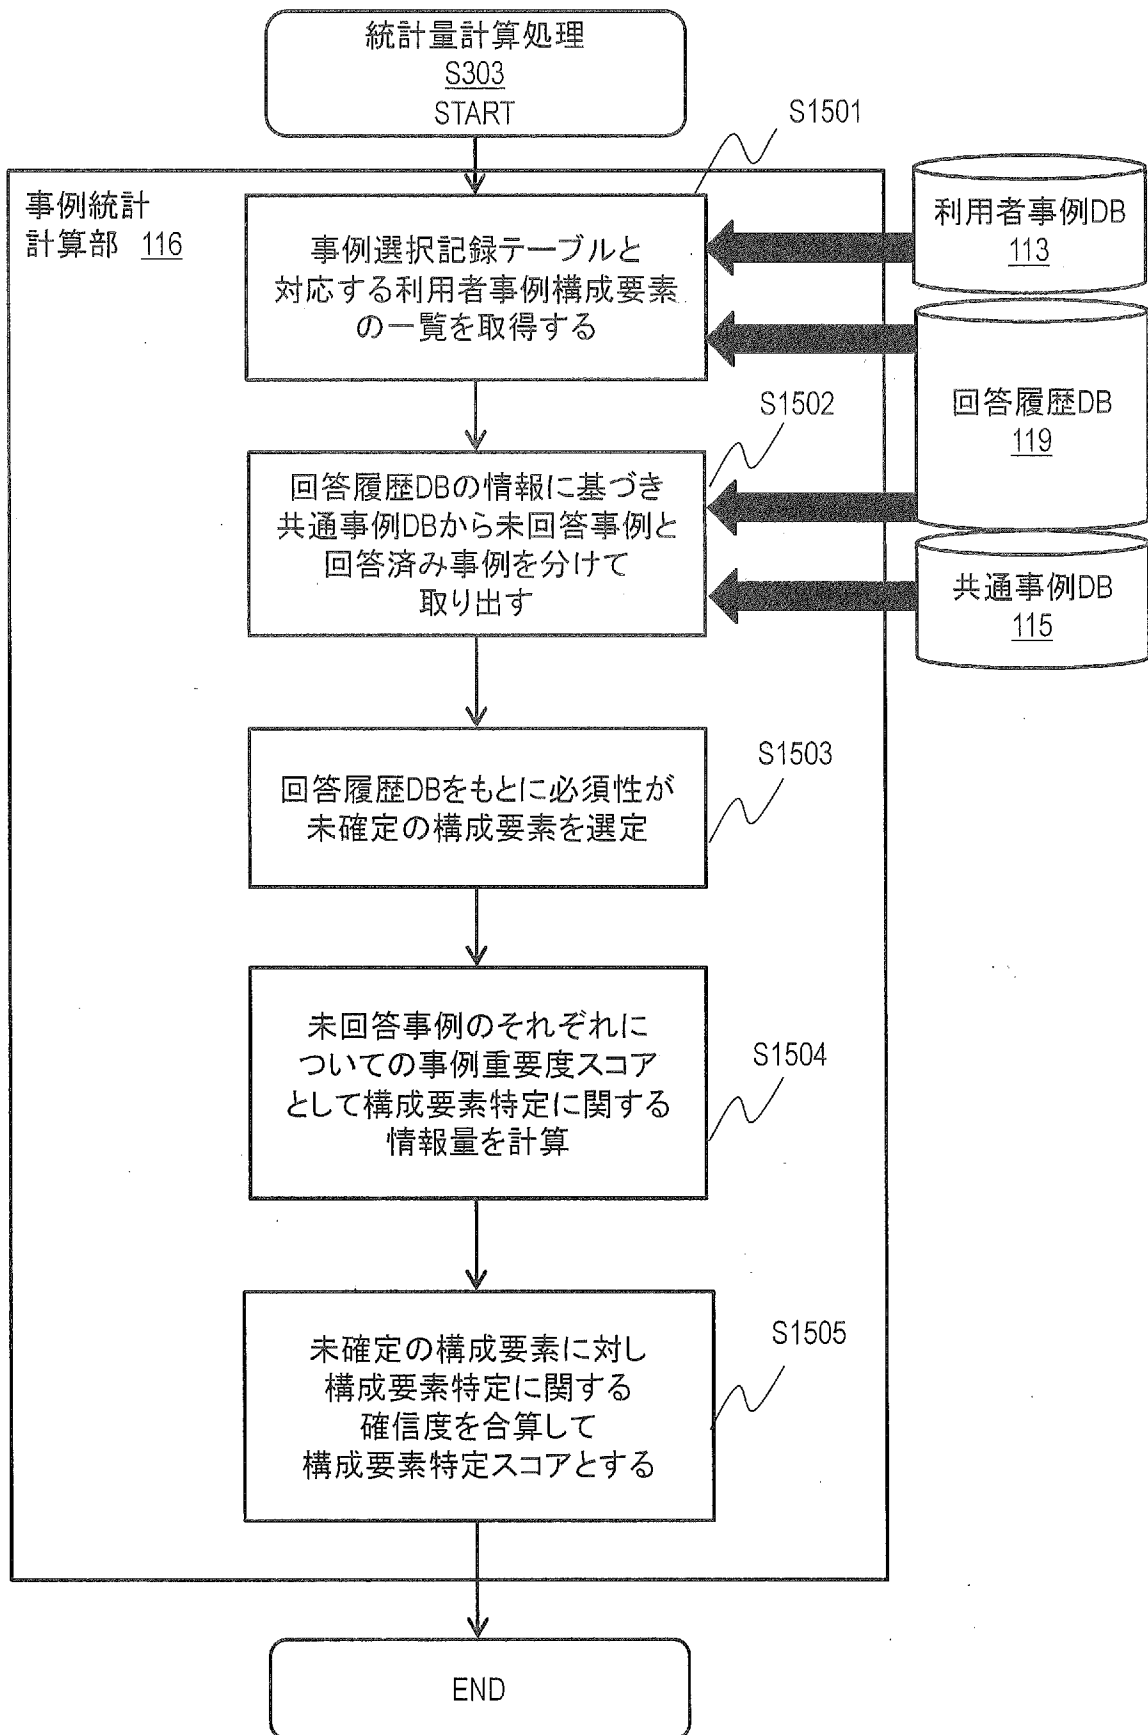 統計量計算処理
S303
START
S1501
事例統計
計算部 116
事例選択記録テーブルと
対応する利用者事例構成要素
の一覧を取得する
利用者事例DB
113
回答履歴DB
119
S1502
回答履歴DBの情報に基づき
共通事例DBから未回答事例と
回答済み事例を分けて
取り出す
共通事例DB
115
S1503
回答履歴DBをもとに必須性が
未確定の構成要素を選定
S1504
未回答事例のそれぞれに
ついての事例重要度スコア
として構成要素特定に関する
情報量を計算
S1505
未確定の構成要素に対し
構成要素特定に関する
確信度を合算して
構成要素特定スコアとする
END